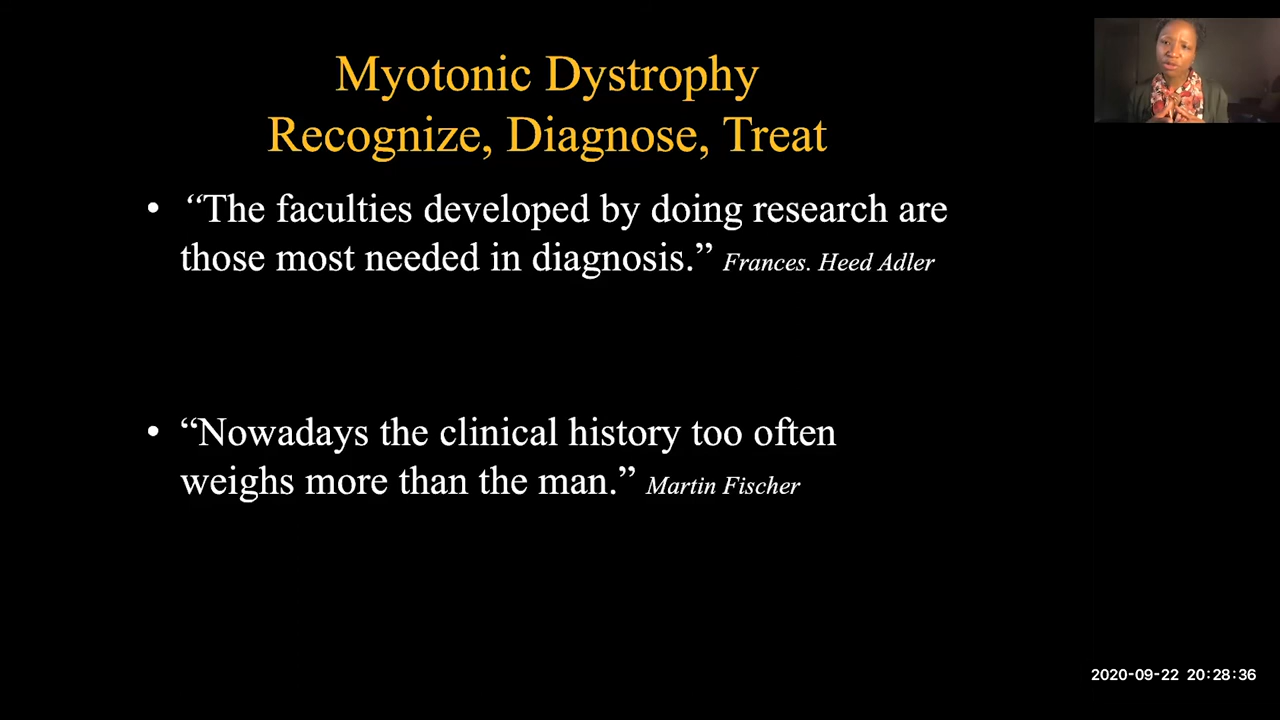 Myotonic Dystrophy
Recognize, Diagnose, Treat
• “The faculties developed by doing research are
those most needed in diagnosis.” Frances. Heed Adler
• “Nowadays the clinical history too often
weighs more than the man.” Martin Fischer
2020-09-22 20:28:36